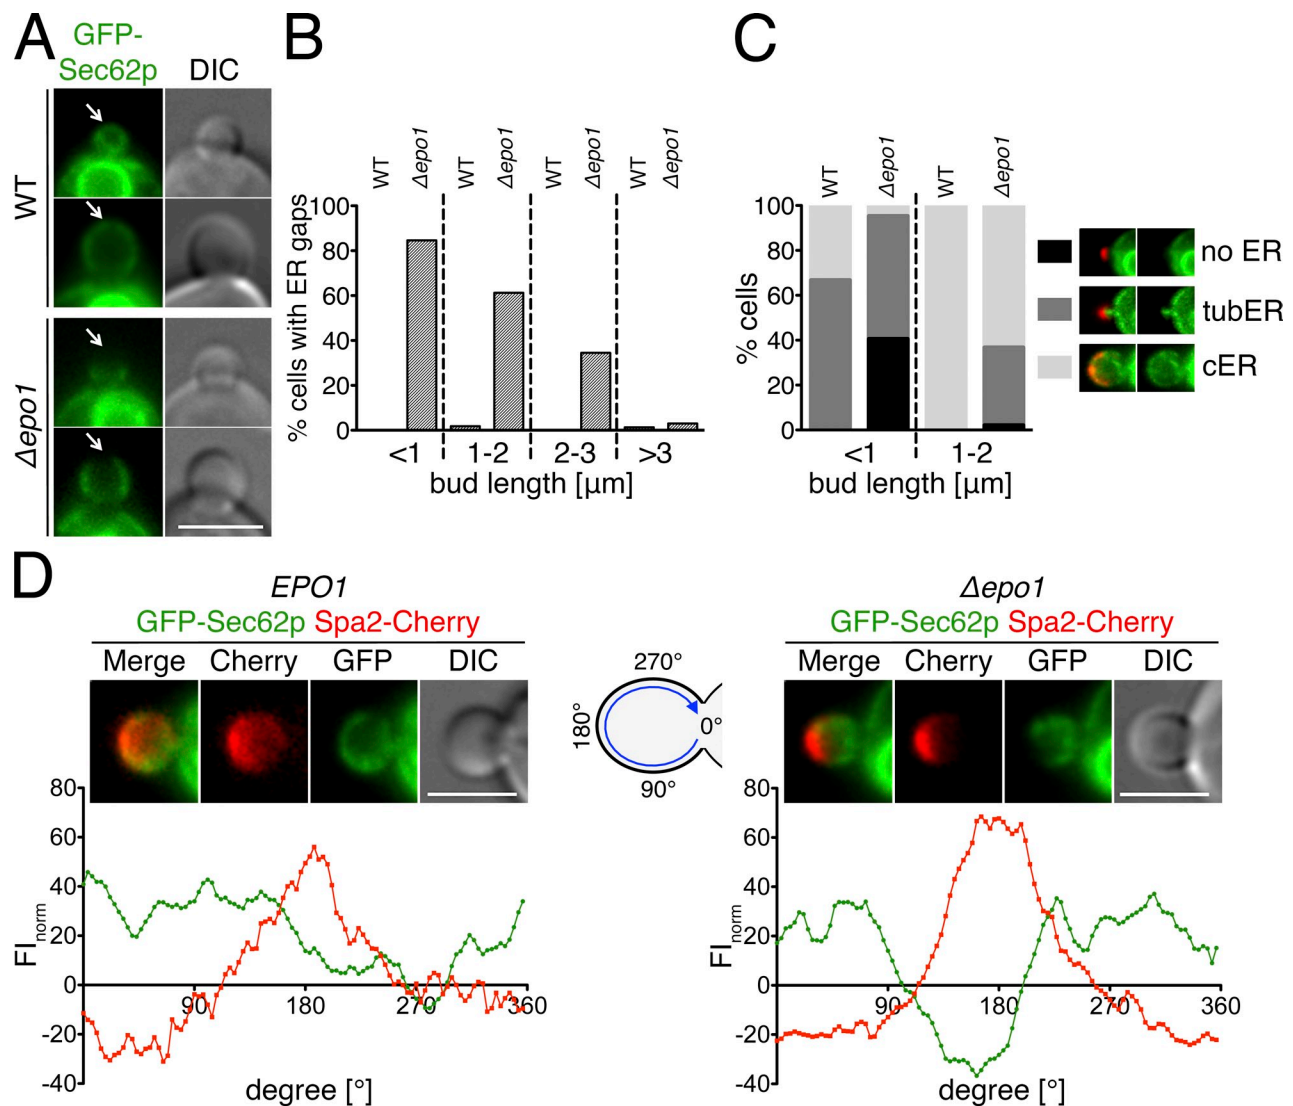 A
GFP-
Sec62p
DIC
WT
Δepo1
B
WT
Δepo1
WT
Δepo1
WT
Δepo1
WT
Δepo1
% cells with ER gaps
100
80
60
40
20
0
<1
1-2
2-3
>3
bud length [µm]
C
WT
Δepo1
WT
Δepo1
% cells
100
80
60
40
20
0
<1
1-2
bud length [µm]
no ER
tubER
cER
D
EPO1
GFP-Sec62p Spa2-Cherry
Merge
Cherry
GFP
DIC
FInorm
80
60
40
20
0
-20
-40
90
180
270
360
degree [°]
270°
180°
0°
90°
Δepo1
GFP-Sec62p Spa2-Cherry
Merge
Cherry
GFP
DIC
FInorm
80
60
40
20
0
-20
-40
90
180
270
360
degree [°]